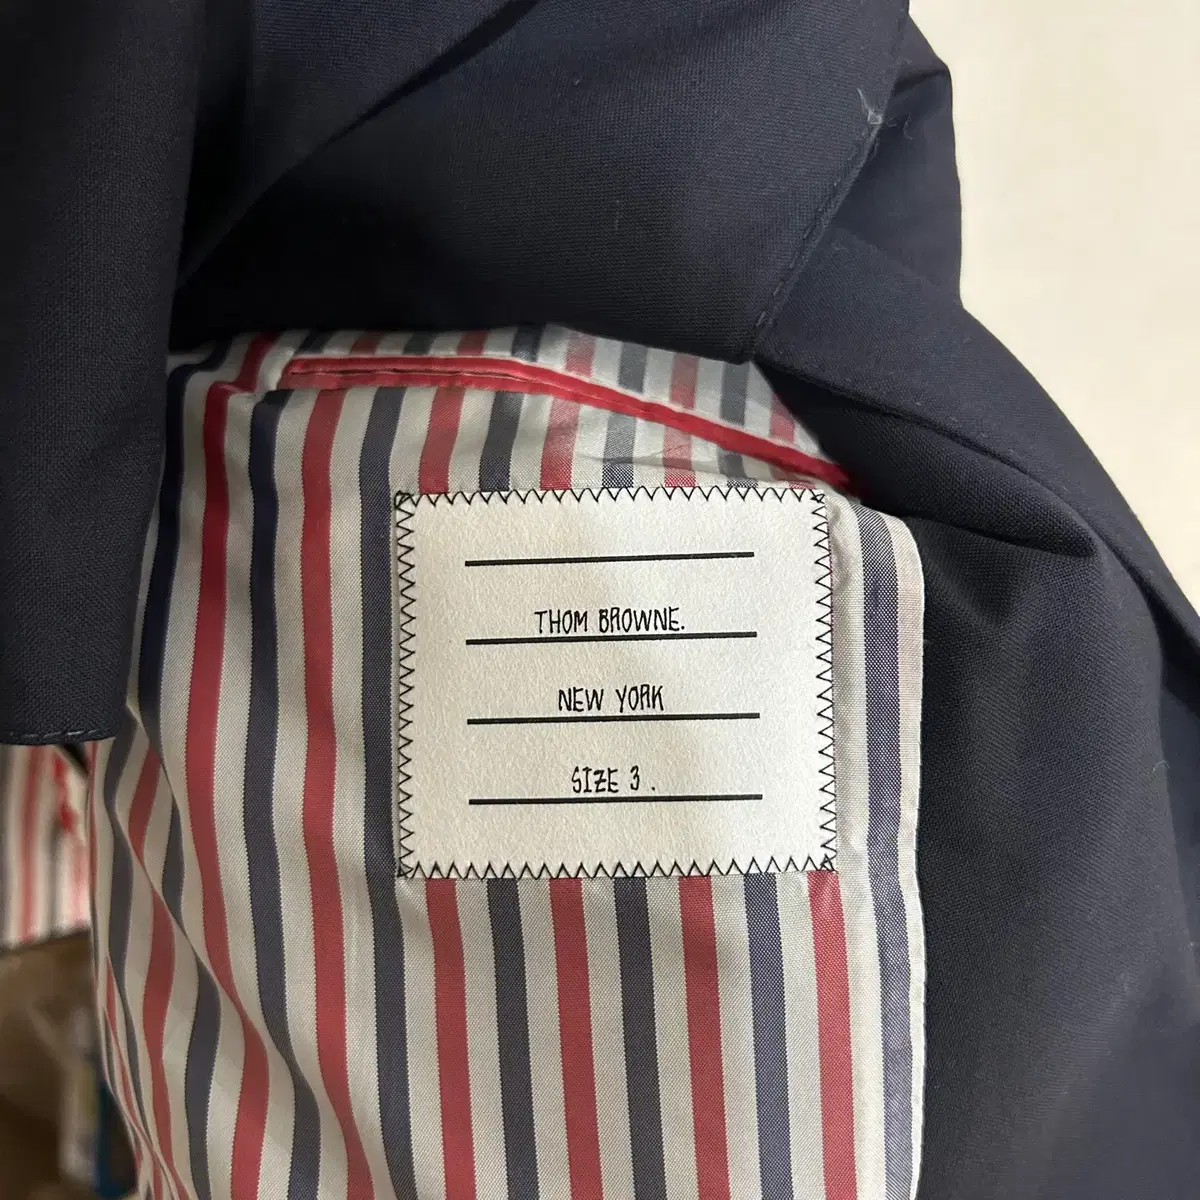 THOM BROWNE.
NEW YORK
SIZE 3 .